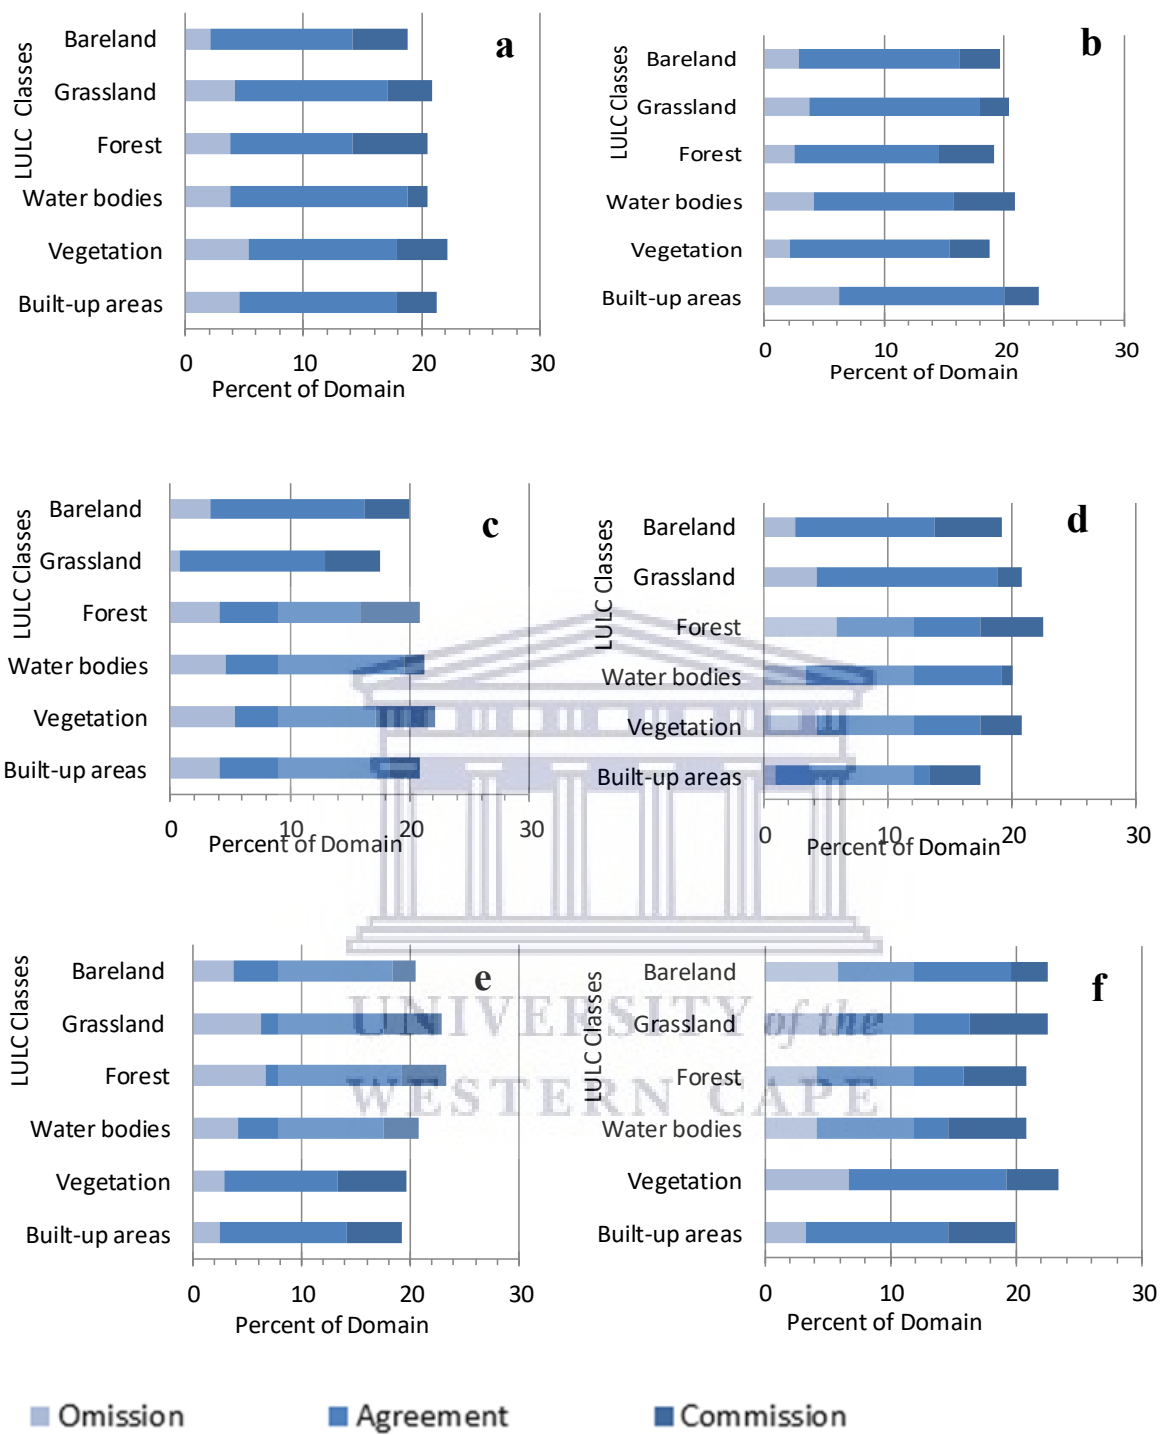 a
LULC Classes
Bareland
Grassland
Forest
Water bodies
Vegetation
Built-up areas
0 10 20 30
Percent of Domain
b
LULC Classes
Bareland
Grassland
Forest
Water bodies
Vegetation
Built-up areas
0 10 20 30
Percent of Domain
c
LULC Classes
Bareland
Grassland
Forest
Water bodies
Vegetation
Built-up areas
0 10 20 30
Percent of Domain
d
LULC Classes
Bareland
Grassland
Forest
Water bodies
Vegetation
Built-up areas
0 10 20 30
Percent of Domain
e
LULC Classes
Bareland
Grassland
Forest
Water bodies
Vegetation
Built-up areas
0 10 20 30
Percent of Domain
f
LULC Classes
Bareland
Grassland
Forest
Water bodies
Vegetation
Built-up areas
0 10 20 30
Percent of Domain
UNIVERSITY of the
WESTERN CAPE
Omission Agreement Commission